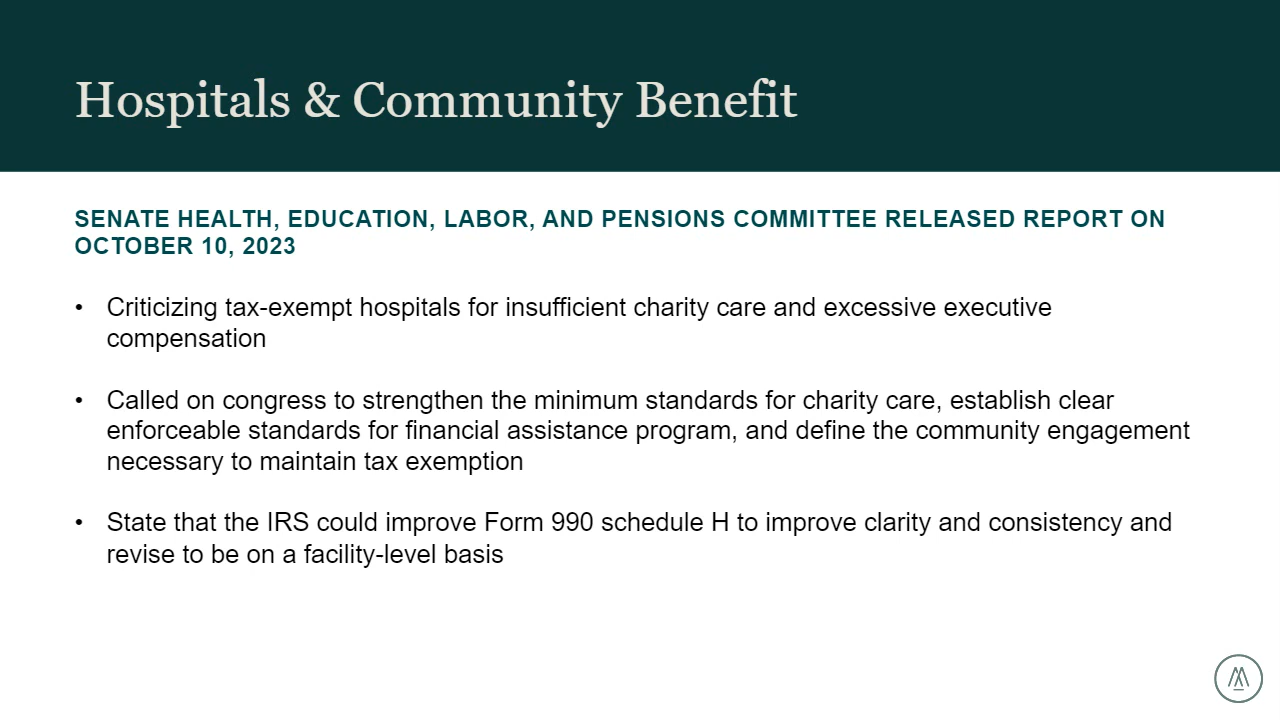 Hospitals & Community Benefit
SENATE HEALTH, EDUCATION, LABOR, AND PENSIONS COMMITTEE RELEASED REPORT ON
OCTOBER 10, 2023
• Criticizing tax-exempt hospitals for insufficient charity care and excessive executive
compensation
• Called on congress to strengthen the minimum standards for charity care, establish clear
enforceable standards for financial assistance program, and define the community engagement
necessary to maintain tax exemption
• State that the IRS could improve Form 990 schedule H to improve clarity and consistency and
revise to be on a facility-level basis